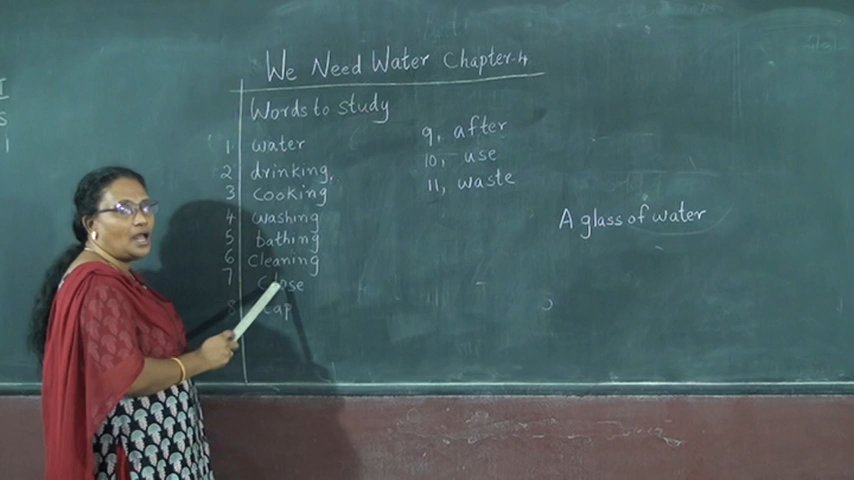 We Need Water Chapter-4
Words to study
1 water
2 drinking,
3 cooking
4 washing
5 bathing
6 cleaning
7 close
8
9, after
10, use
11, waste
A glass of water